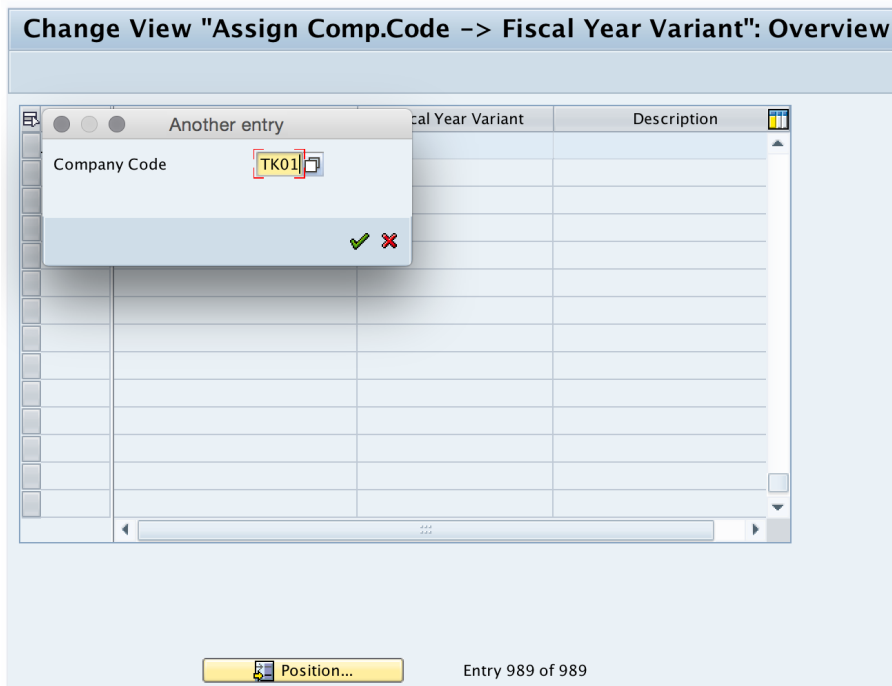 Change View "Assign Comp.Code -> Fiscal Year Variant": Overview
Another entry
cal Year Variant
Description
Company Code
TK01
Position...
Entry 989 of 989